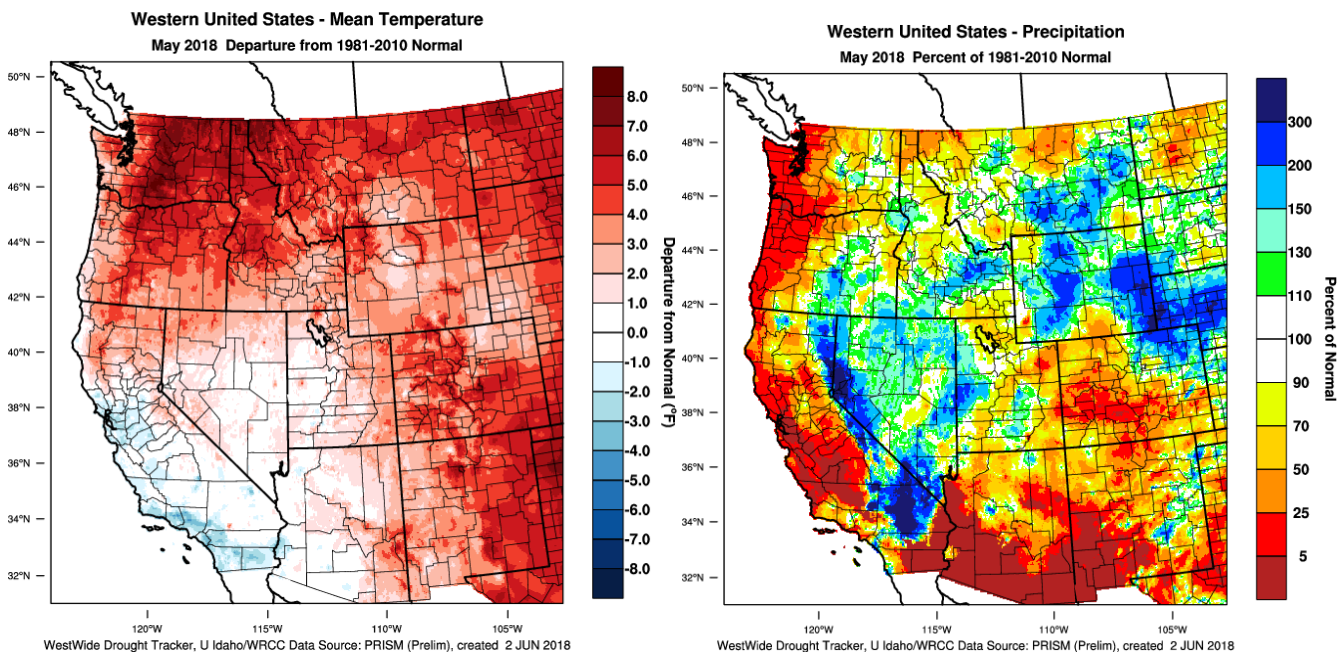 Western United States - Mean Temperature
May 2018 Departure from 1981-2010 Normal
50°N
48°N
46°N
44°N
42°N
40°N
38°N
36°N
34°N
32°N
120°W
115°W
110°W
105°W
8.0
7.0
6.0
5.0
4.0
3.0
2.0
1.0
0.0
-1.0
-2.0
-3.0
-4.0
-5.0
-6.0
-7.0
-8.0
Departure from Normal (°F)
WestWide Drought Tracker, U Idaho/WRCC Data Source: PRISM (Prelim), created 2 JUN 2018
Western United States - Precipitation
May 2018 Percent of 1981-2010 Normal
50°N
48°N
46°N
44°N
42°N
40°N
38°N
36°N
34°N
32°N
120°W
115°W
110°W
105°W
300
200
150
130
110
100
90
70
50
25
5
Percent of Normal
WestWide Drought Tracker, U Idaho/WRCC Data Source: PRISM (Prelim), created 2 JUN 2018